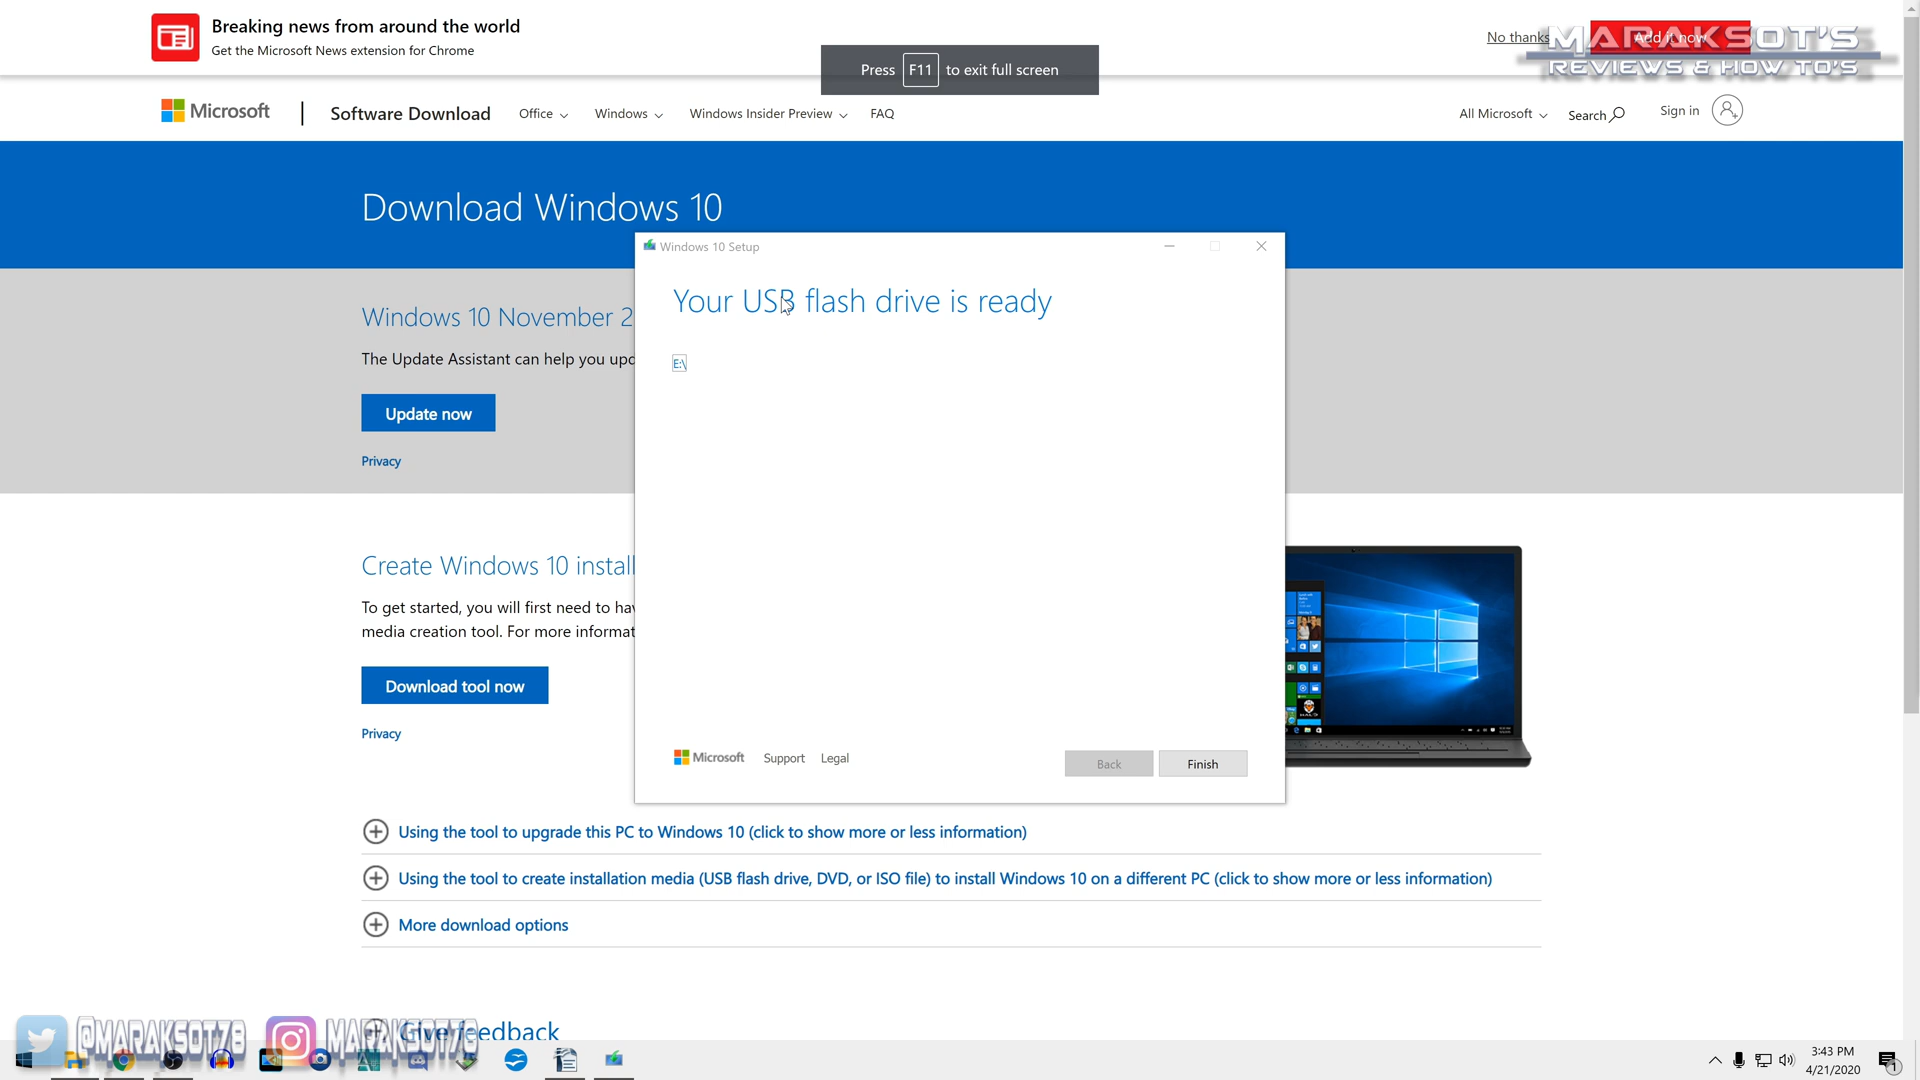 Breaking news from around the world
Get the Microsoft News extension for Chrome
No thanks
Add it now
MARAKSOT'S
REVIEWS & HOW TO'S
Press F11 to exit full screen
Microsoft
Software Download
Office
Windows
Windows Insider Preview
FAQ
All Microsoft
Search
Sign in
Download Windows 10
Windows 10 Setup
Your USB flash drive is ready
E:\
Windows 10 November 2
The Update Assistant can help you upd
Update now
Privacy
Create Windows 10 install
To get started, you will first need to hav
media creation tool. For more informat
Download tool now
Privacy
Microsoft
Support
Legal
Back
Finish
Using the tool to upgrade this PC to Windows 10 (click to show more or less information)
Using the tool to create installation media (USB flash drive, DVD, or ISO file) to install Windows 10 on a different PC (click to show more or less information)
More download options
Give feedback
@MARAKSOT78
MARAKSOT78
3:43 PM
4/21/2020
1